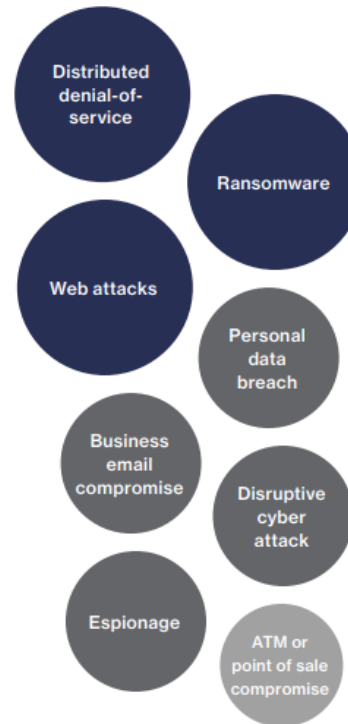 Distributed
denial-of-
service
Ransomware
Web attacks
Personal
data
breach
Business
email
compromise
Disruptive
cyber
attack
Espionage
ATM or
point of sale
compromise